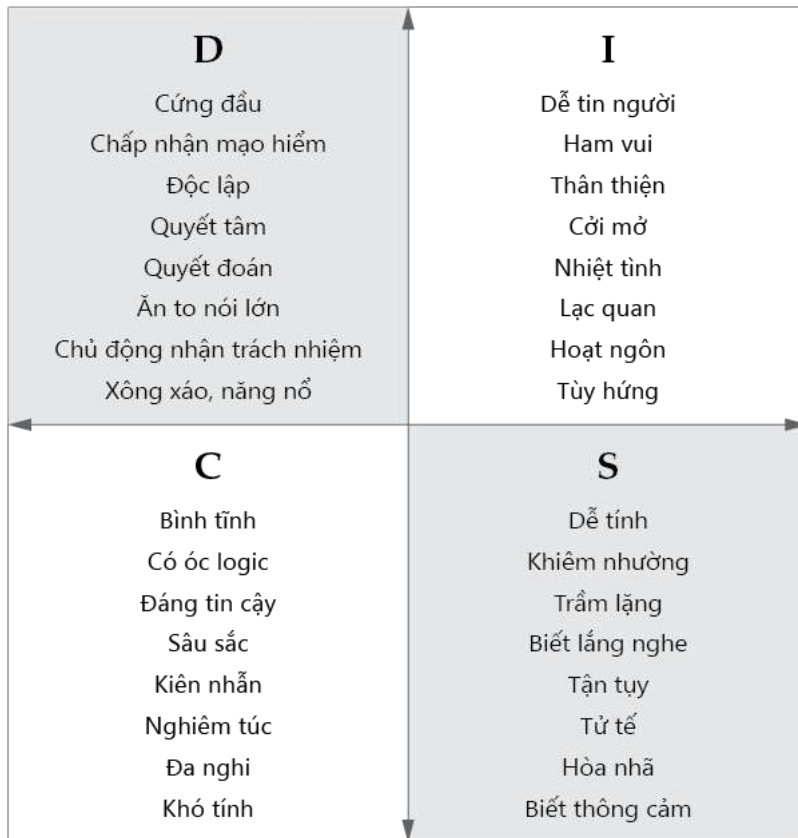 D
Cứng đầu
Chấp nhận mạo hiểm
Độc lập
Quyết tâm
Quyết đoán
Ăn to nói lớn
Chủ động nhận trách nhiệm
Xông xáo, năng nổ
I
Dễ tin người
Ham vui
Thân thiện
Cởi mở
Nhiệt tình
Lạc quan
Hoạt ngôn
Tùy hứng
C
Bình tĩnh
Có óc logic
Đáng tin cậy
Sâu sắc
Kiên nhẫn
Nghiêm túc
Đa nghi
Khó tính
S
Dễ tính
Khiêm nhường
Trầm lặng
Biết lắng nghe
Tận tụy
Tử tế
Hòa nhã
Biết thông cảm